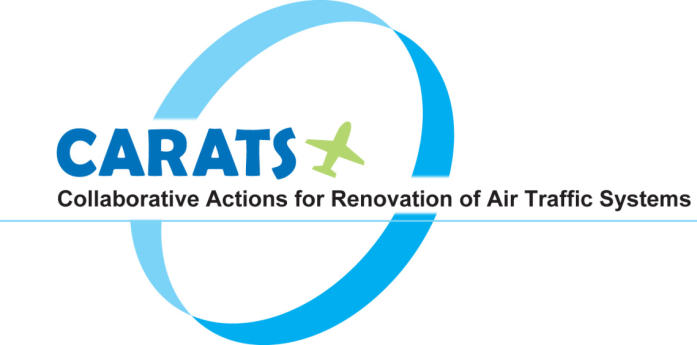 CARATS
Collaborative Actions for Renovation of Air Traffic Systems